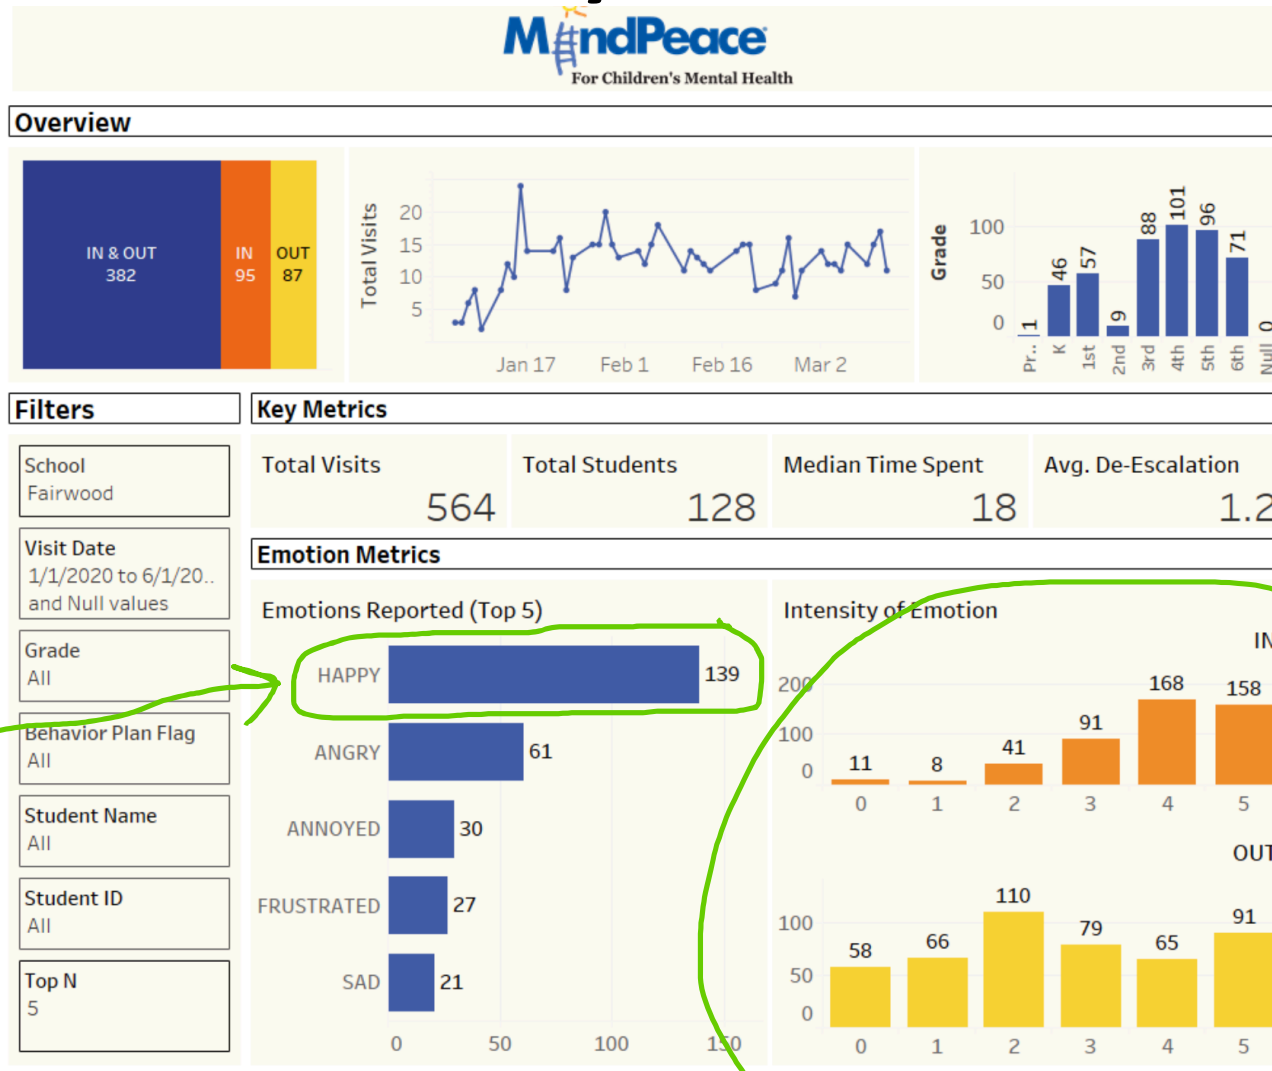 MindPeace
For Children's Mental Health
Overview
IN & OUT
382
IN
95
OUT
87
Total Visits
20
15
10
5
Jan 17
Feb 1
Feb 16
Mar 2
Grade
100
50
0
1
46
57
9
88
101
96
71
0
Pr..
K
1st
2nd
3rd
4th
5th
6th
Null
Filters
School
Fairwood
Visit Date
1/1/2020 to 6/1/20..
and Null values
Grade
All
Behavior Plan Flag
All
Student Name
All
Student ID
All
Top N
5
Key Metrics
Total Visits
564
Total Students
128
Median Time Spent
18
Avg. De-Escalation
1.2
Emotion Metrics
Emotions Reported (Top 5)
HAPPY
139
ANGRY
61
ANNOYED
30
FRUSTRATED
27
SAD
21
0
50
100
150
Intensity of Emotion
IN
200
100
0
11
8
41
91
168
158
0
1
2
3
4
5
OUT
100
50
0
58
66
110
79
65
91
0
1
2
3
4
5